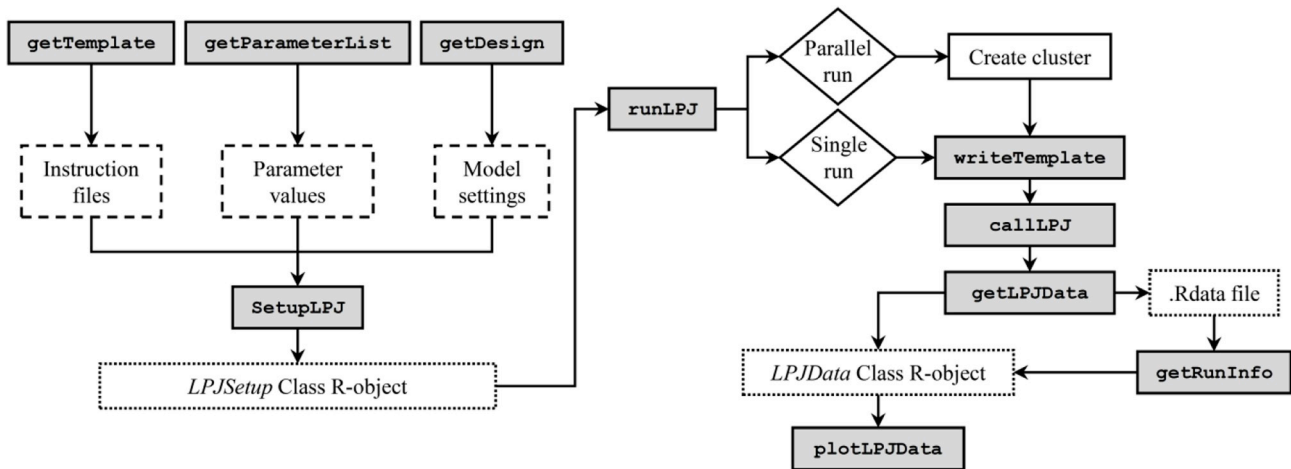 getTemplate
getParameterList
getDesign
Instruction
files
Parameter
values
Model
settings
SetupLPJ
LPJSetup Class R-object
runLPJ
Parallel
run
Create cluster
Single
run
writeTemplate
callLPJ
getLPJData
.Rdata file
LPJData Class R-object
getRunInfo
plotLPJData